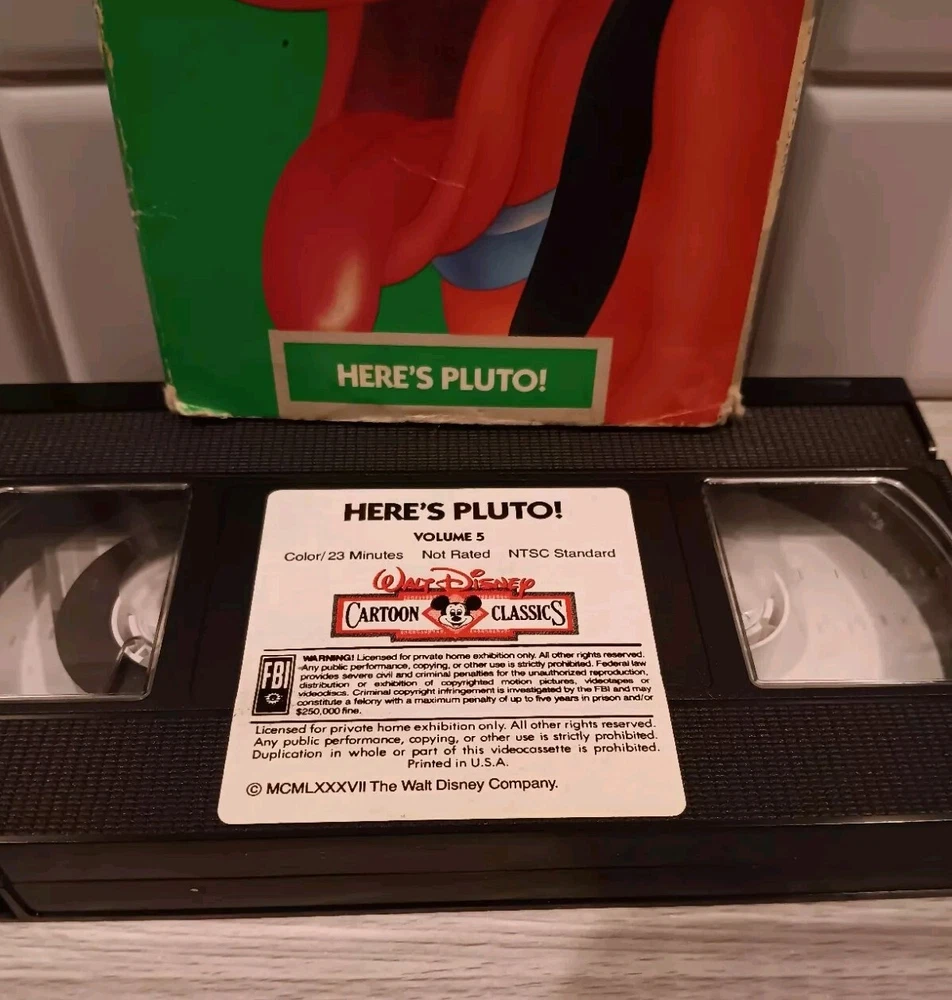 HERE'S PLUTO!
HERE'S PLUTO!
VOLUME 5
Color/23 Minutes Not Rated NTSC Standard
WALT DISNEY
CARTOON CLASSICS
FBI
WARNING! Licensed for private home exhibition only. All other rights reserved.
Any public performance, copying, or other use is strictly prohibited. Federal law
provides severe civil and criminal penalties for the unauthorized reproduction,
distribution or exhibition of copyrighted motion pictures, videotapes or
videodiscs. Criminal copyright infringement is investigated by the FBI and may
constitute a felony with a maximum penalty of up to five years in prison and/or
$250,000 fine.
Licensed for private home exhibition only. All other rights reserved.
Any public performance, copying, or other use is strictly prohibited.
Duplication in whole or part of this videocassette is prohibited.
Printed in U.S.A.
© MCMLXXXVII The Walt Disney Company.